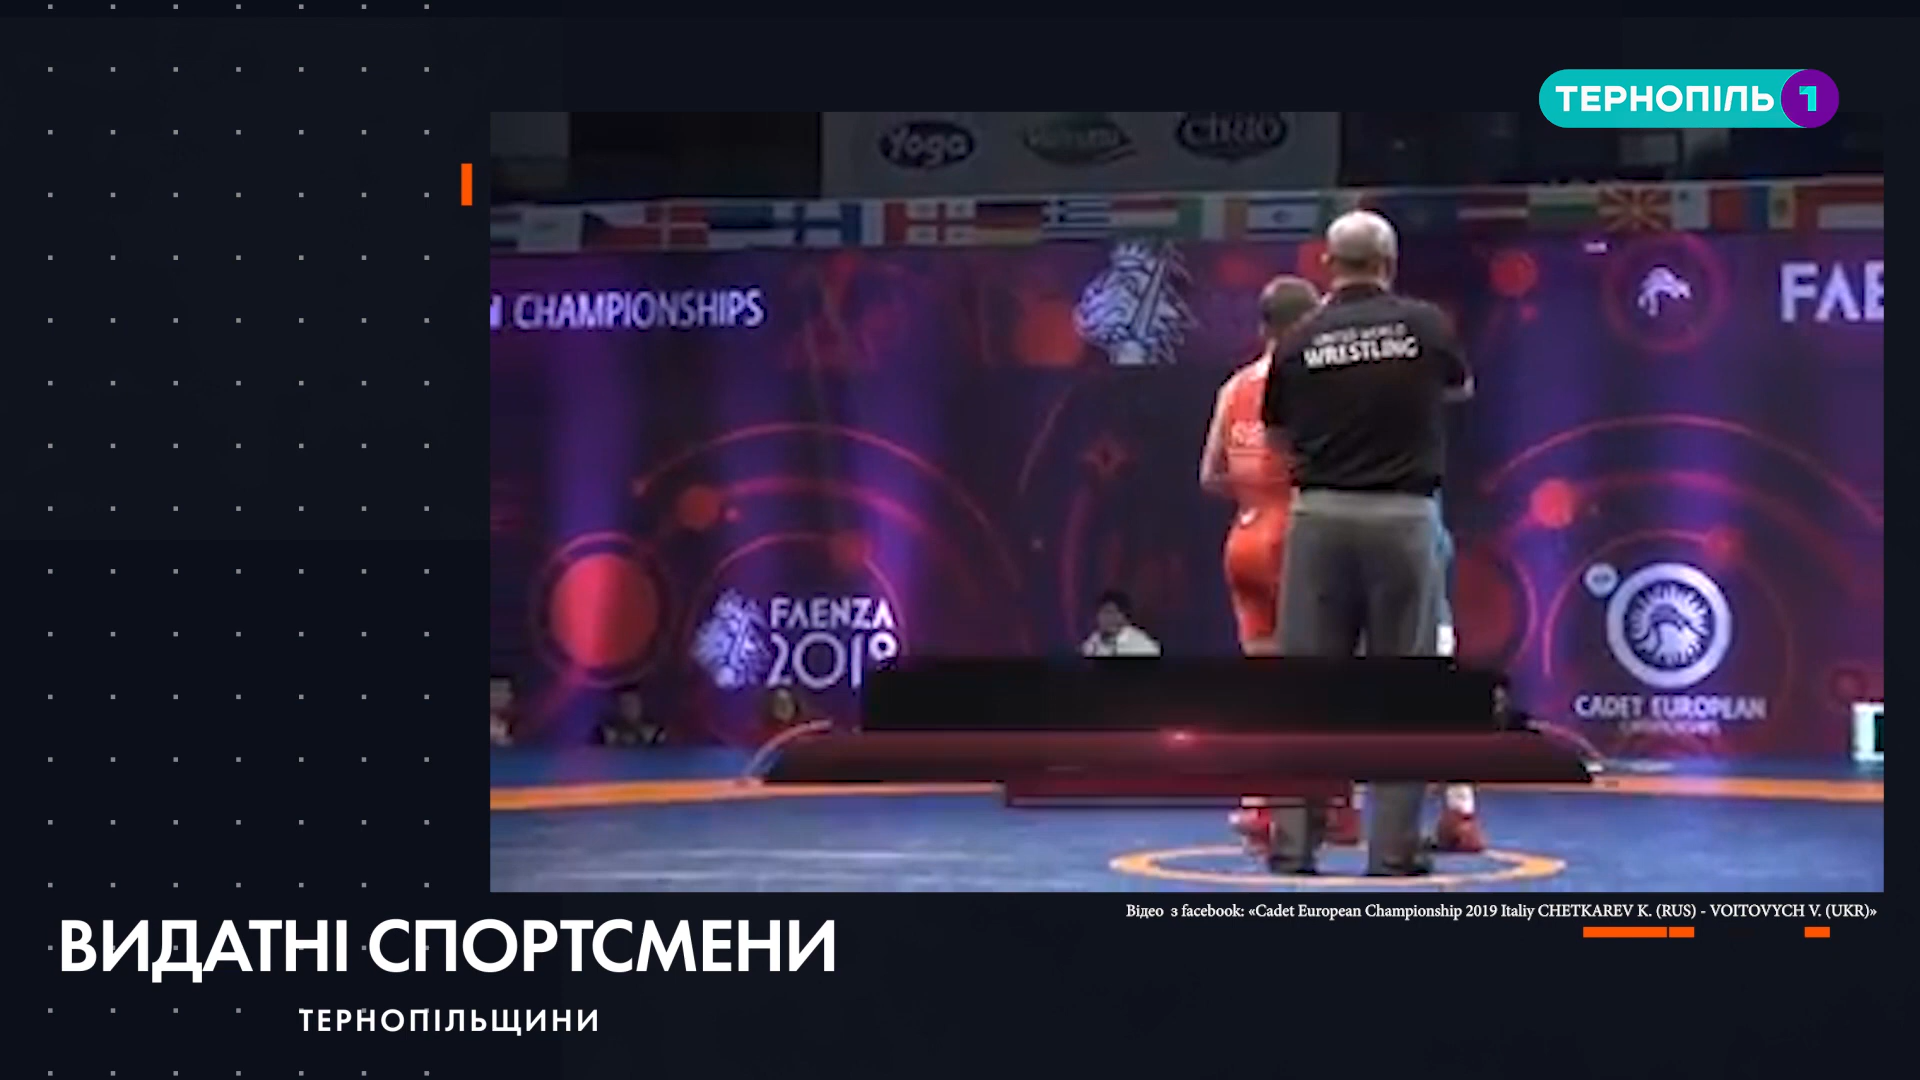 ТЕРНОПІЛЬ 1
Yoga
CIRIO
CHAMPIONSHIPS
FAE
UNITED WORLD
WRESTLING
FAENZA
2019
CADET EUROPEAN
Відео з facebook: «Cadet European Championship 2019 Italiy CHETKAREV K. (RUS) - VOITOVYCH V. (UKR)»
ВИДАТНІ СПОРТСМЕНИ
ТЕРНОПІЛЬЩИНИ